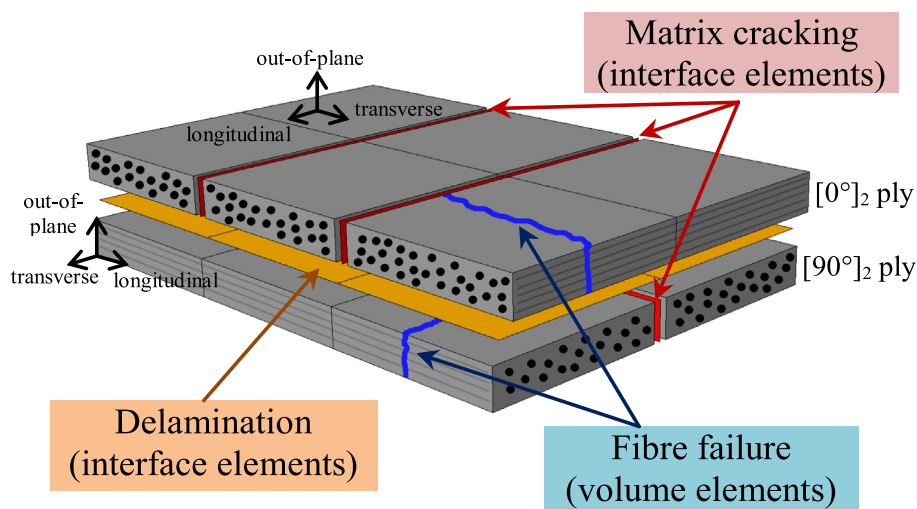 Matrix cracking
(interface elements)
out-of-plane
transverse
longitudinal
[0°]₂ ply
out-of-
plane
transverse
longitudinal
[90°]₂ ply
Delamination
(interface elements)
Fibre failure
(volume elements)